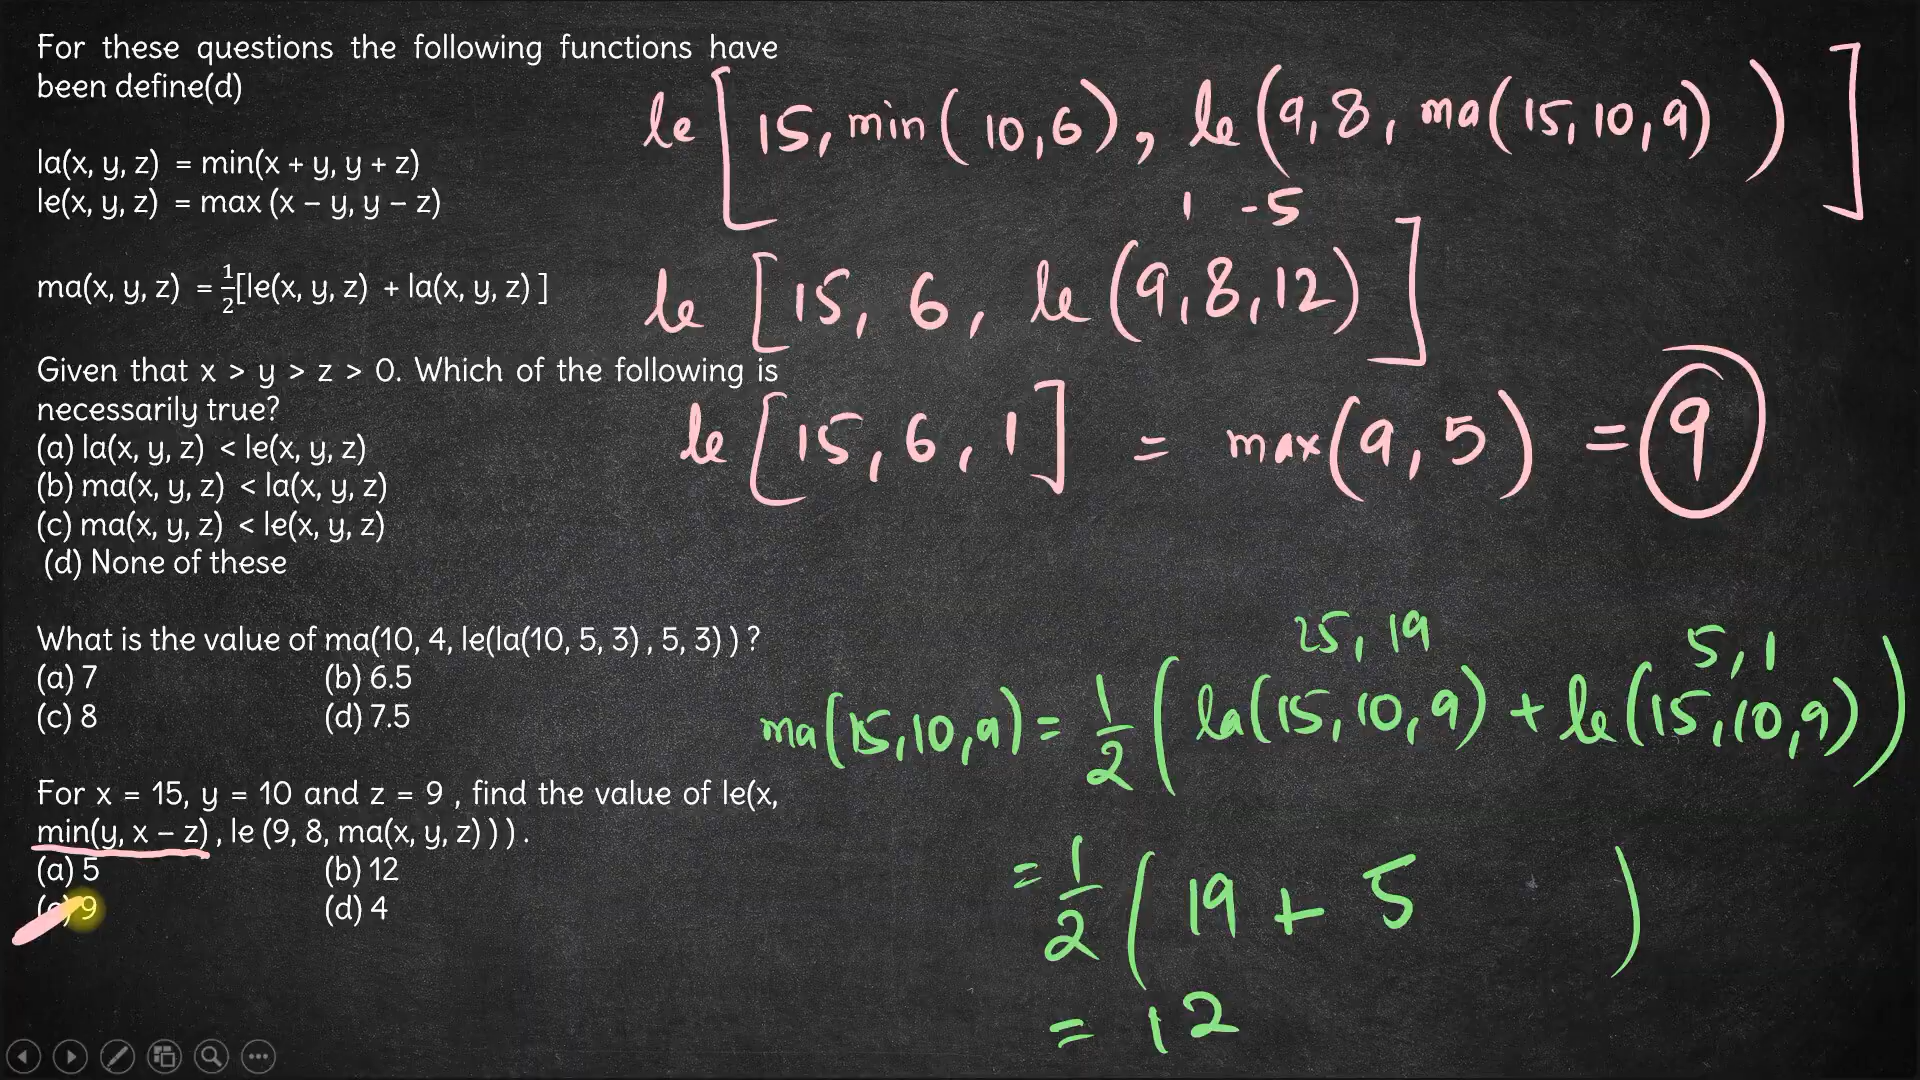 For these questions the following functions have
been define(d)
la(x, y, z) = min(x + y, y + z)
le(x, y, z) = max (x – y, y – z)
ma(x, y, z) = ½[le(x, y, z) + la(x, y, z) ]
Given that x > y > z > 0. Which of the following is
necessarily true?
(a) la(x, y, z) < le(x, y, z)
(b) ma(x, y, z) < la(x, y, z)
(c) ma(x, y, z) < le(x, y, z)
(d) None of these
What is the value of ma(10, 4, le(la(10, 5, 3) , 5, 3) ) ?
(a) 7 (b) 6.5
(c) 8 (d) 7.5
For x = 15, y = 10 and z = 9 , find the value of le(x,
min(y, x – z) , le (9, 8, ma(x, y, z) ) ) .
(a) 5 (b) 12
(c) 9 (d) 4
le [ 15, min( 10,6), le(9,8, ma(15,10,9) ) ]
1 -5
le [ 15, 6, le(9,8,12) ]
le [ 15, 6, 1 ] = max(9, 5) = 9
25, 19 5, 1
ma(15,10,9) = ½ ( la(15,10,9) + le(15,10,9) )
= ½ ( 19 + 5 )
= 12